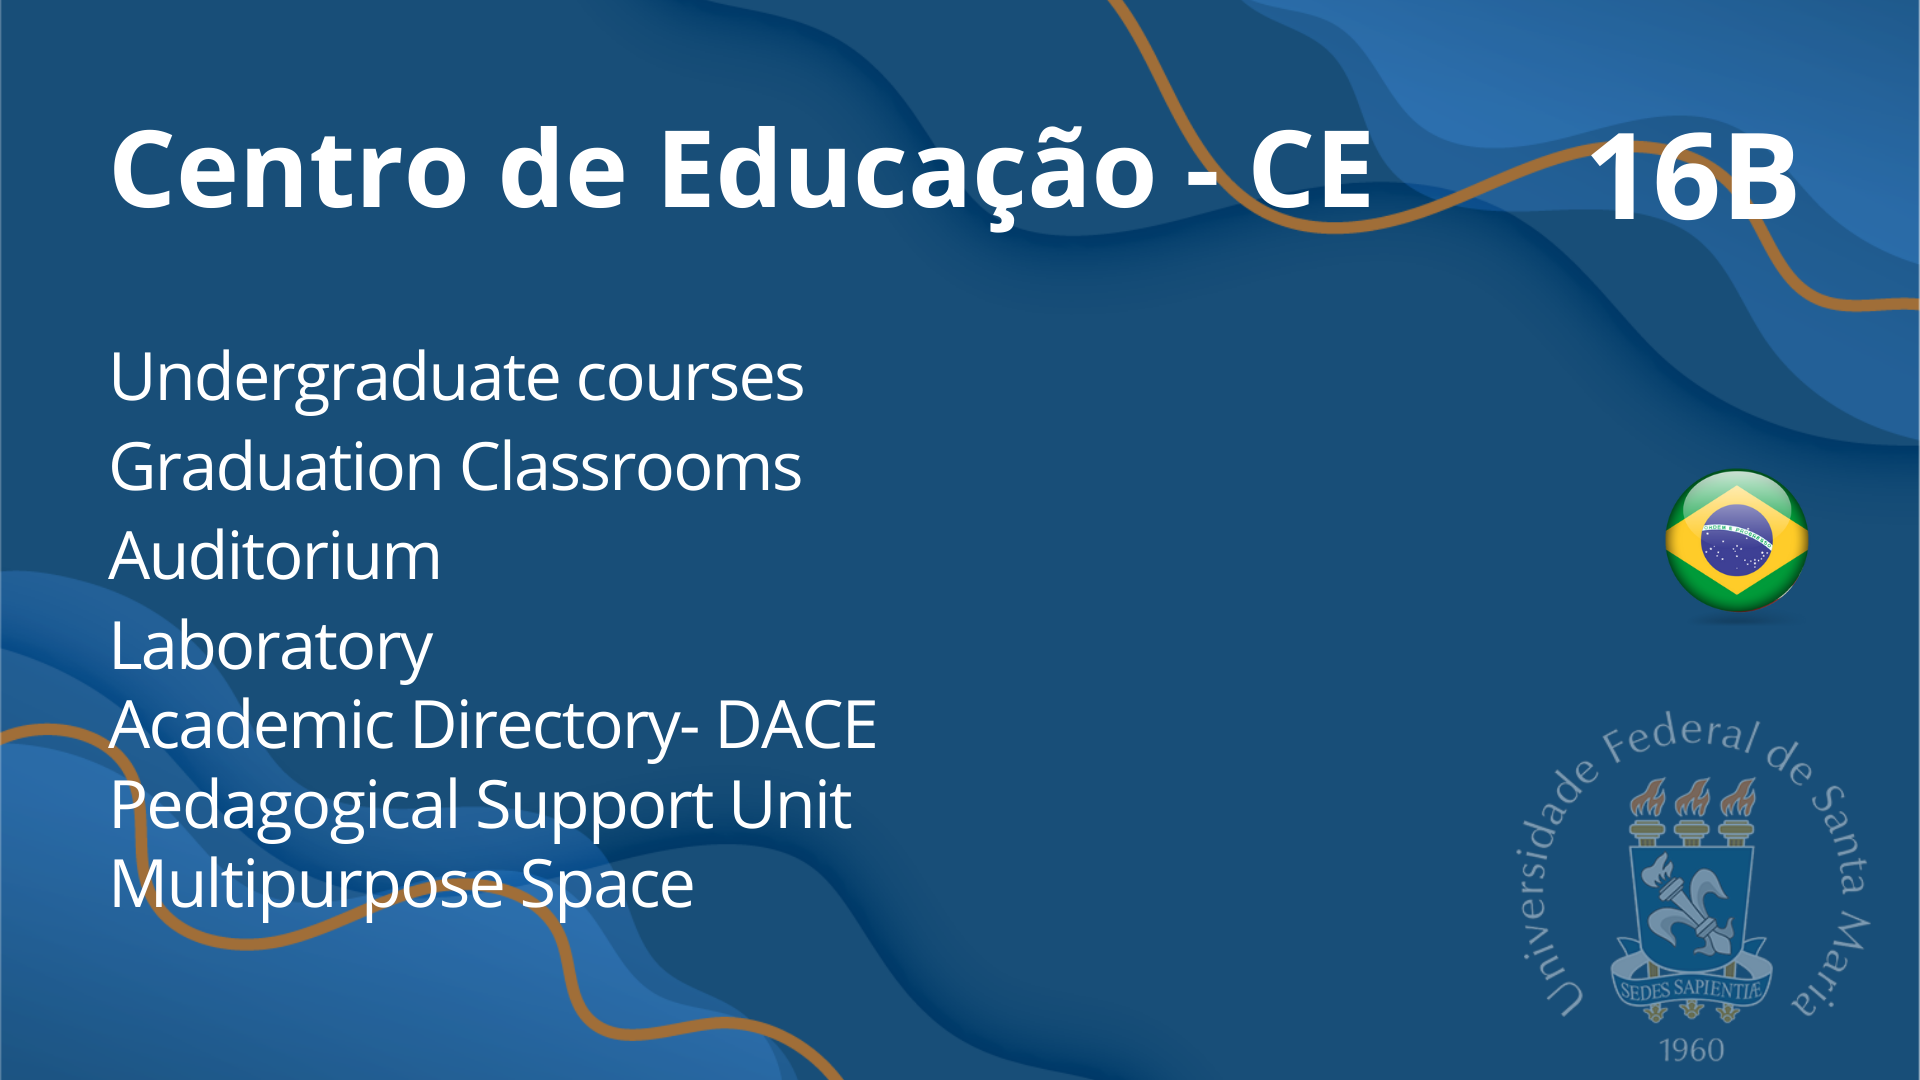 Centro de Educação - CE 16B
Undergraduate courses
Graduation Classrooms
Auditorium
Laboratory
Academic Directory- DACE
Pedagogical Support Unit
Multipurpose Space
Universidade Federal de Santa Maria
SEDES SAPIENTIÆ
1960